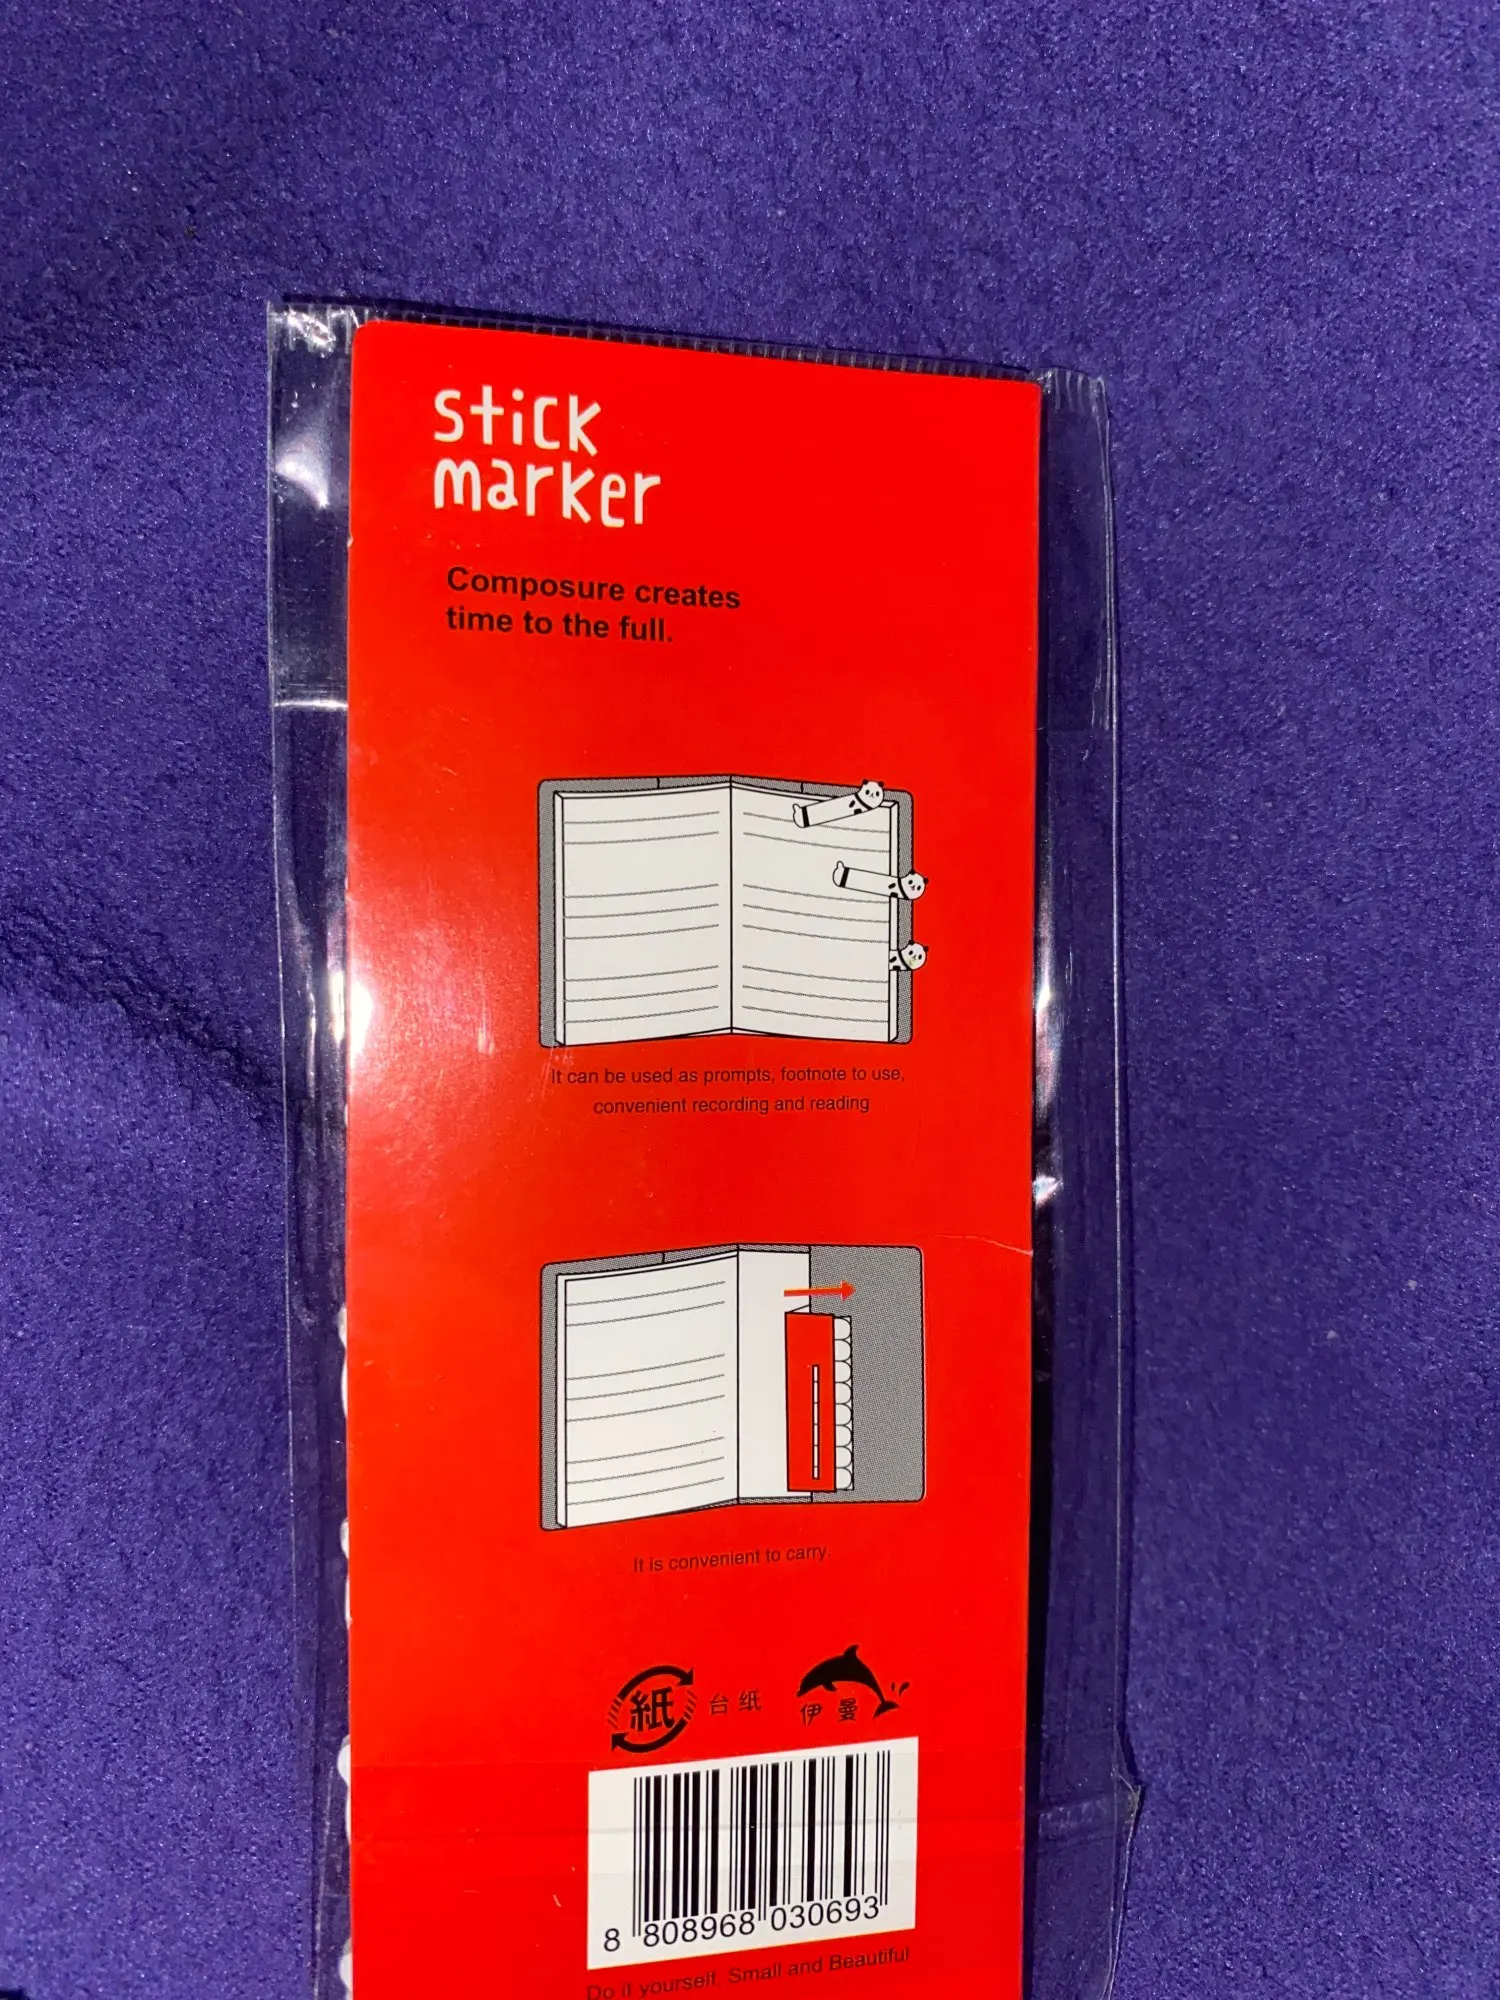 stick
marker
Composure creates
time to the full.
It can be used as prompts, footnote to use,
convenient recording and reading
It is convenient to carry.
紙 台纸 伊曼
8 808968 030693
Do it yourself. Small and Beautiful